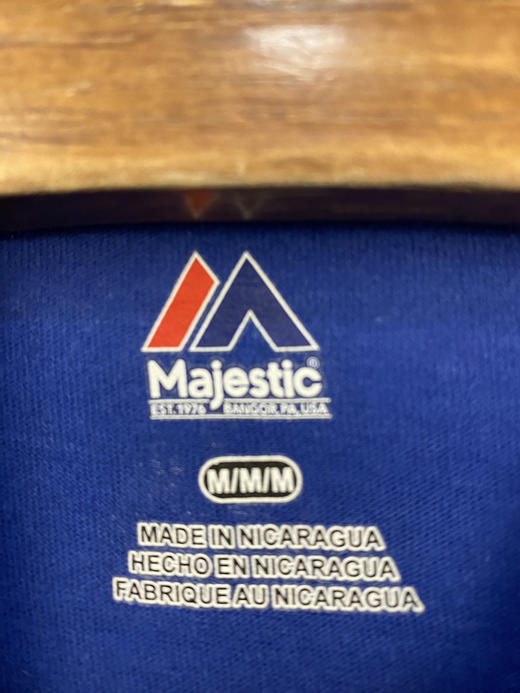 Majestic®
EST. 1976 BANGOR, PA, USA
M/M/M
MADE IN NICARAGUA
HECHO EN NICARAGUA
FABRIQUE AU NICARAGUA